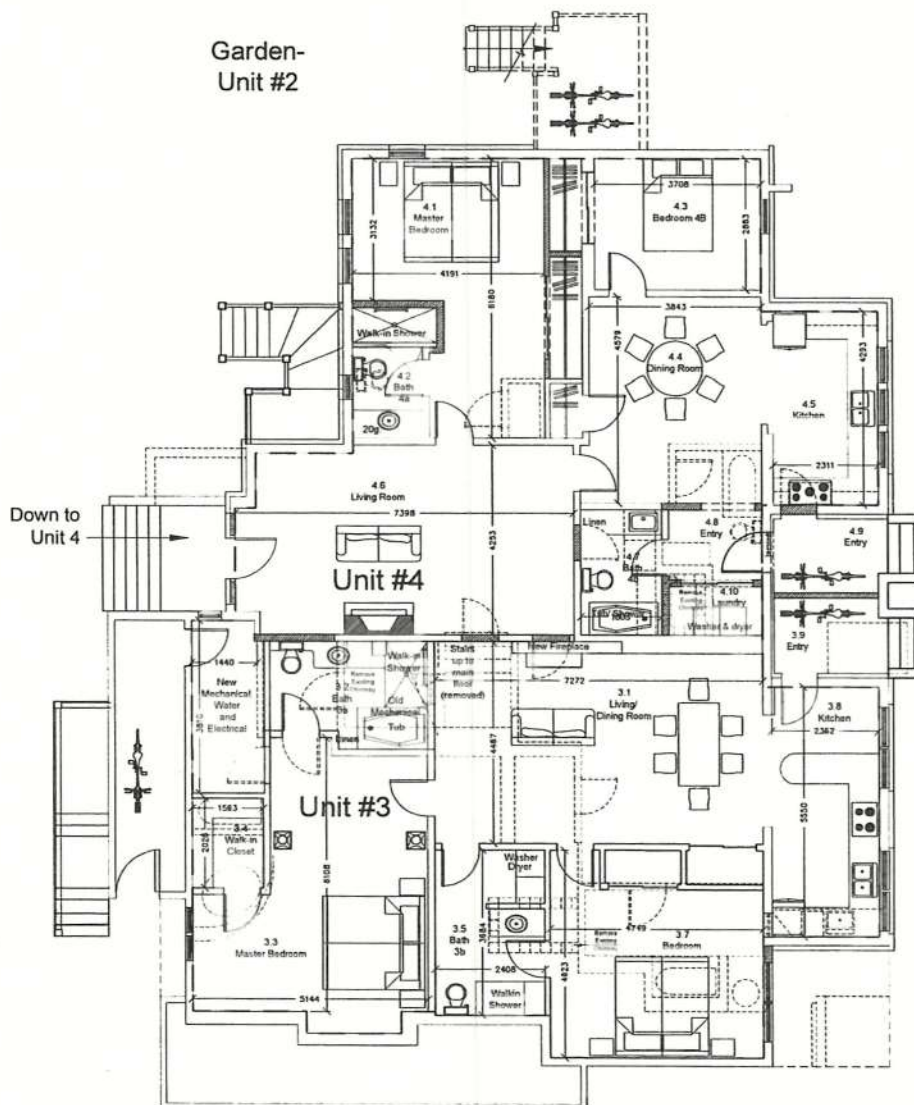 Garden-
Unit #2
3708
4.3
Bedroom 4B
2883
4.1
Master
Bedroom
3132
4191
6180
Walk-in Shower
4.2
Bath
4a
20g
3843
4579
4.4
Dining Room
4293
4.5
Kitchen
2311
4.6
Living Room
7398
4253
Down to
Unit 4
Unit #4
Linen
4.8
Entry
4.9
Entry
4.7
Bath
4.10
Laundry
Washer & dryer
1803
3.9
Entry
1440
New
Mechanical
Water
and
Electrical
Walk-in
Shower
Old
Mechanical
Tub
Linen
Stairs
up to
main
floor
(removed)
New Fireplace
7272
3.1
Living/
Dining Room
3.8
Kitchen
2362
4487
5550
Unit #3
1563
2026
3.4
Walk-in
Closet
6108
3.3
Master Bedroom
5144
Washer
Dryer
3.5
Bath
3b
3684
2408
Walkin
Shower
4823
4749
3.7
Bedroom